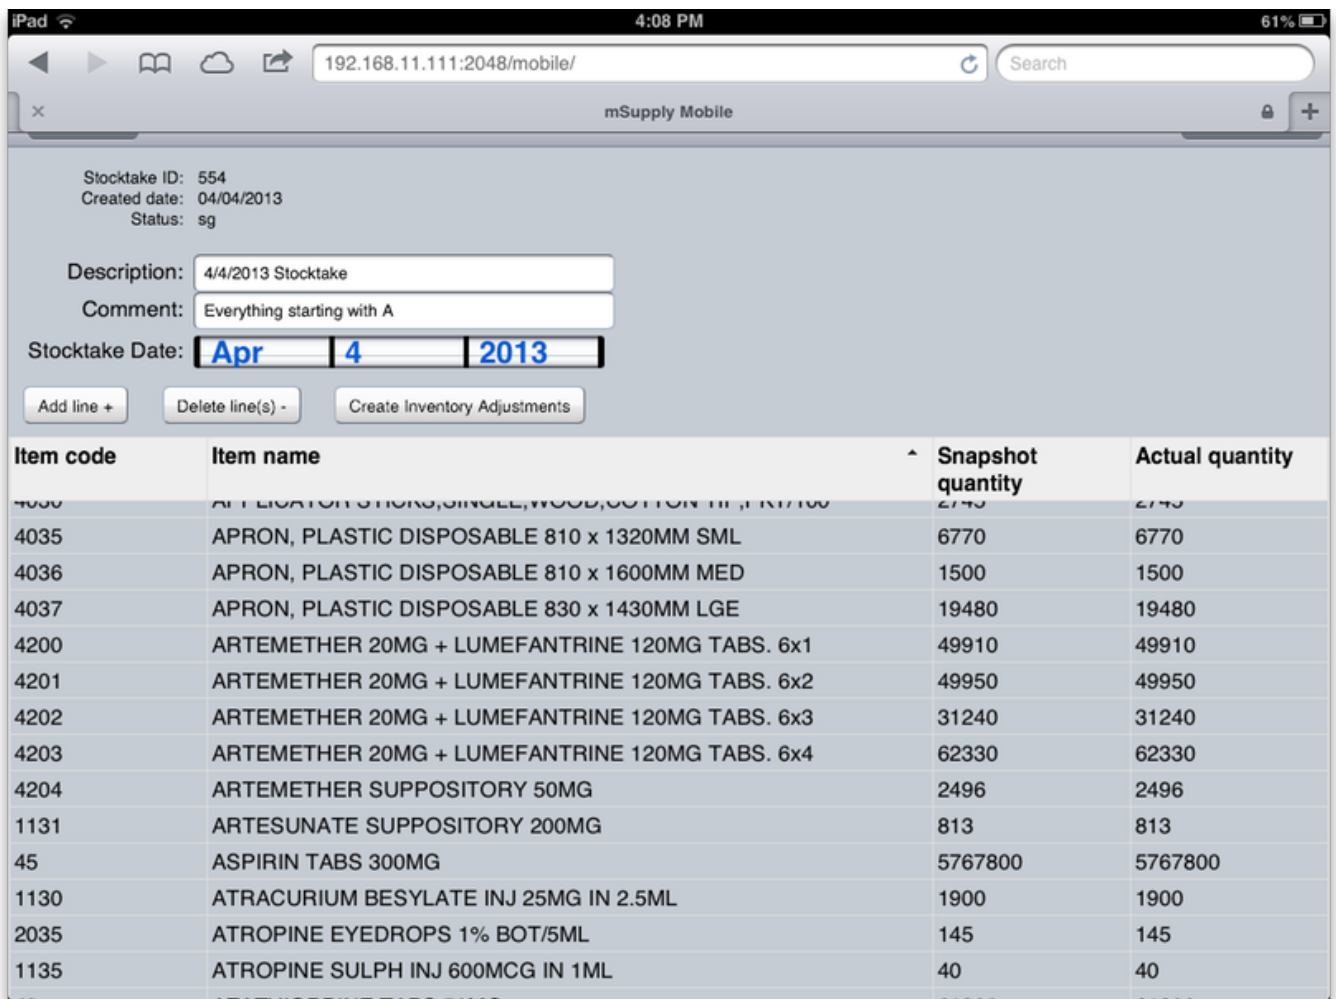 iPad 4:08 PM 61%
192.168.11.111:2048/mobile/ Search
mSupply Mobile
Stocktake ID: 554
Created date: 04/04/2013
Status: sg
Description: 4/4/2013 Stocktake
Comment: Everything starting with A
Stocktake Date: Apr 4 2013
Add line + Delete line(s) - Create Inventory Adjustments
Item code Item name Snapshot quantity Actual quantity
APPLICATOR STICKS,SINGLE,WOOD,COTTON TIP,PKT/100
4035 APRON, PLASTIC DISPOSABLE 810 x 1320MM SML 6770 6770
4036 APRON, PLASTIC DISPOSABLE 810 x 1600MM MED 1500 1500
4037 APRON, PLASTIC DISPOSABLE 830 x 1430MM LGE 19480 19480
4200 ARTEMETHER 20MG + LUMEFANTRINE 120MG TABS. 6x1 49910 49910
4201 ARTEMETHER 20MG + LUMEFANTRINE 120MG TABS. 6x2 49950 49950
4202 ARTEMETHER 20MG + LUMEFANTRINE 120MG TABS. 6x3 31240 31240
4203 ARTEMETHER 20MG + LUMEFANTRINE 120MG TABS. 6x4 62330 62330
4204 ARTEMETHER SUPPOSITORY 50MG 2496 2496
1131 ARTESUNATE SUPPOSITORY 200MG 813 813
45 ASPIRIN TABS 300MG 5767800 5767800
1130 ATRACURIUM BESYLATE INJ 25MG IN 2.5ML 1900 1900
2035 ATROPINE EYEDROPS 1% BOT/5ML 145 145
1135 ATROPINE SULPH INJ 600MCG IN 1ML 40 40